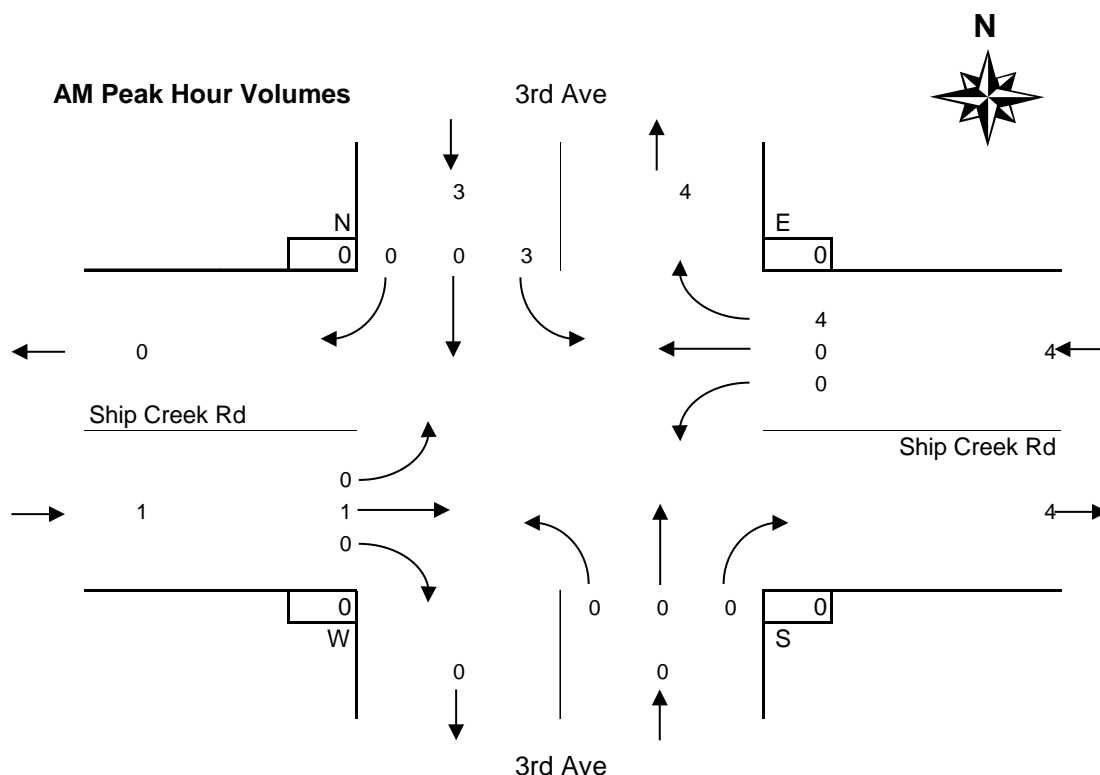 N
AM Peak Hour Volumes 3rd Ave
3 4
N E
0 0 0 3 0
4
0 0 4
0
Ship Creek Rd
Ship Creek Rd
0
1 1 4
0
0 0 0 0 0
W S
0 0
3rd Ave